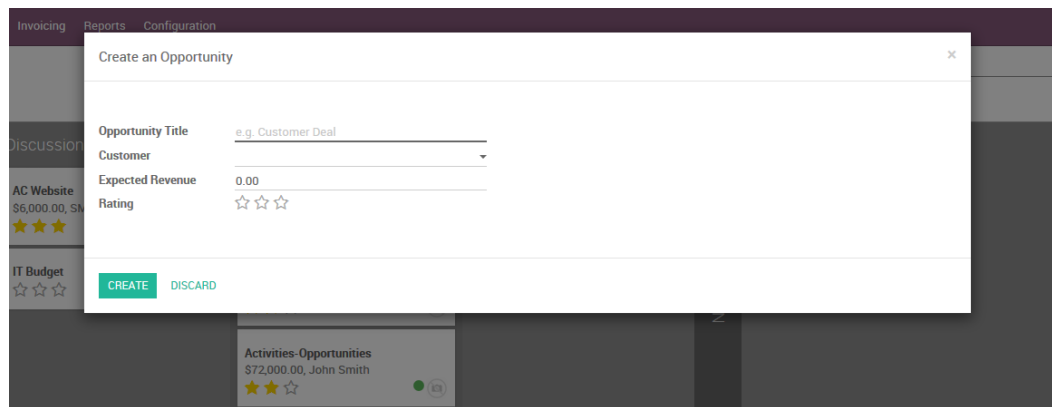 Invoicing Reports Configuration
Create an Opportunity ×
Opportunity Title e.g. Customer Deal
Customer
Expected Revenue 0.00
Rating
CREATE DISCARD
Discussion
AC Website
$6,000.00, SM
IT Budget
Activities-Opportunities
$72,000.00, John Smith
N